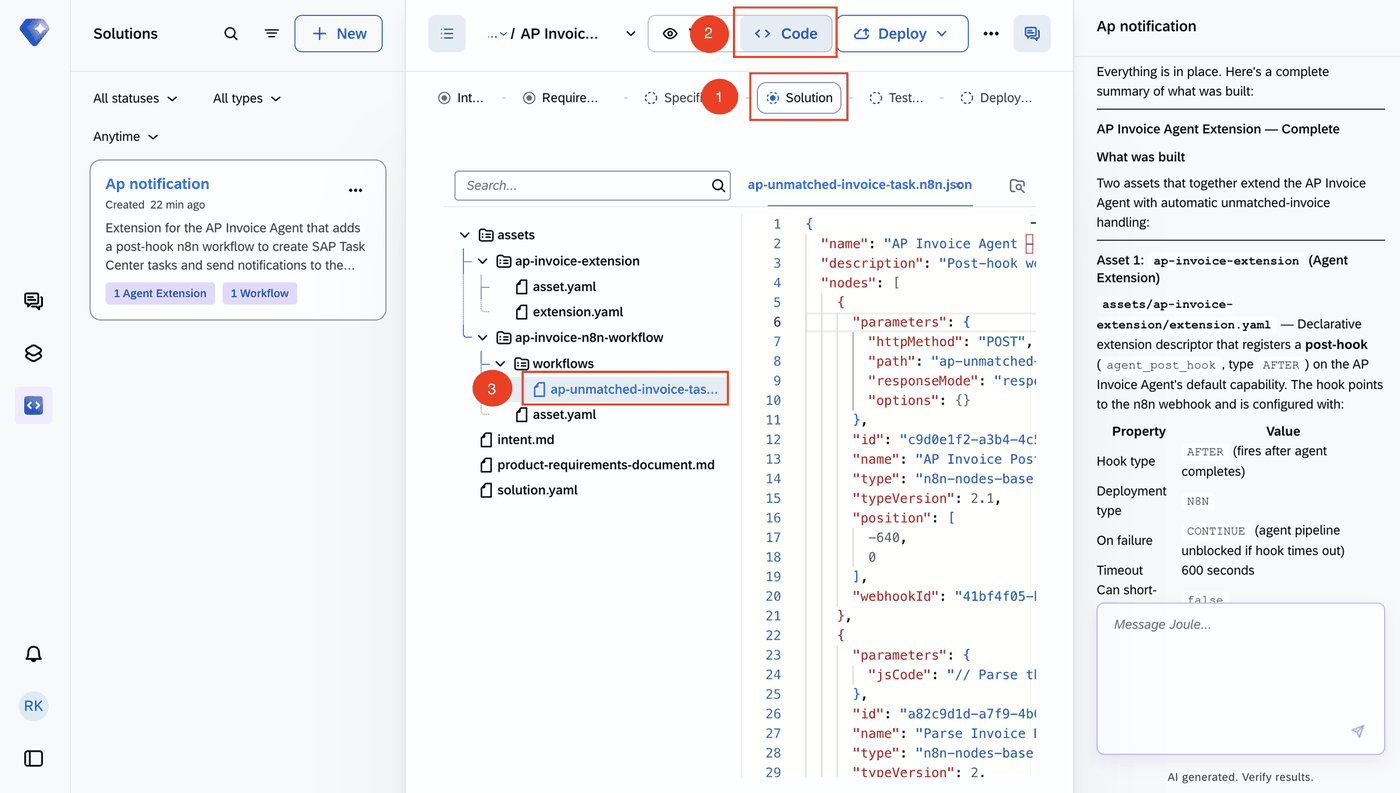 Solutions
New
... / AP Invoic...
2
Code
Deploy
Ap notification
All statuses
All types
Anytime
Int...
Require...
Specif
1
Solution
Test...
Deploy...
Ap notification
Created 22 min ago
Extension for the AP Invoice Agent that adds
a post-hook n8n workflow to create SAP Task
Center tasks and send notifications to the...
1 Agent Extension
1 Workflow
RK
Search...
assets
ap-invoice-extension
asset.yaml
extension.yaml
ap-invoice-n8n-workflow
workflows
3
ap-unmatched-invoice-tas...
asset.yaml
intent.md
product-requirements-document.md
solution.yaml
ap-unmatched-invoice-task.n8n.json
1 {
2 "name": "AP Invoice Agent —
3 "description": "Post-hook
4 "nodes": [
5 {
6 "parameters": {
7 "httpMethod": "POST",
8 "path": "ap-unmatched-
9 "responseMode": "respo
10 "options": {}
11 },
12 "id": "c9d0e1f2-a3b4-4c5
13 "name": "AP Invoice Pos
14 "type": "n8n-nodes-base
15 "typeVersion": 2.1,
16 "position": [
17 -640,
18 0
19 ],
20 "webhookId": "41bf4f05-
21 },
22 {
23 "parameters": {
24 "jsCode": "// Parse th
25 },
26 "id": "a82c9d1d-a7f9-4b
27 "name": "Parse Invoice
28 "type": "n8n-nodes-base
29 "typeVersion": 2,
Everything is in place. Here's a complete
summary of what was built:
AP Invoice Agent Extension — Complete
What was built
Two assets that together extend the AP Invoice
Agent with automatic unmatched-invoice
handling:
Asset 1: ap-invoice-extension (Agent
Extension)
assets/ap-invoice-
extension/extension.yaml — Declarative
extension descriptor that registers a post-hook
( agent_post_hook , type AFTER ) on the AP
Invoice Agent's default capability. The hook points
to the n8n webhook and is configured with:
Property Value
Hook type AFTER (fires after agent
completes)
Deployment
type N8N
On failure CONTINUE (agent pipeline
unblocked if hook times out)
Timeout 600 seconds
Can short-
false
Message Joule...
AI generated. Verify results.